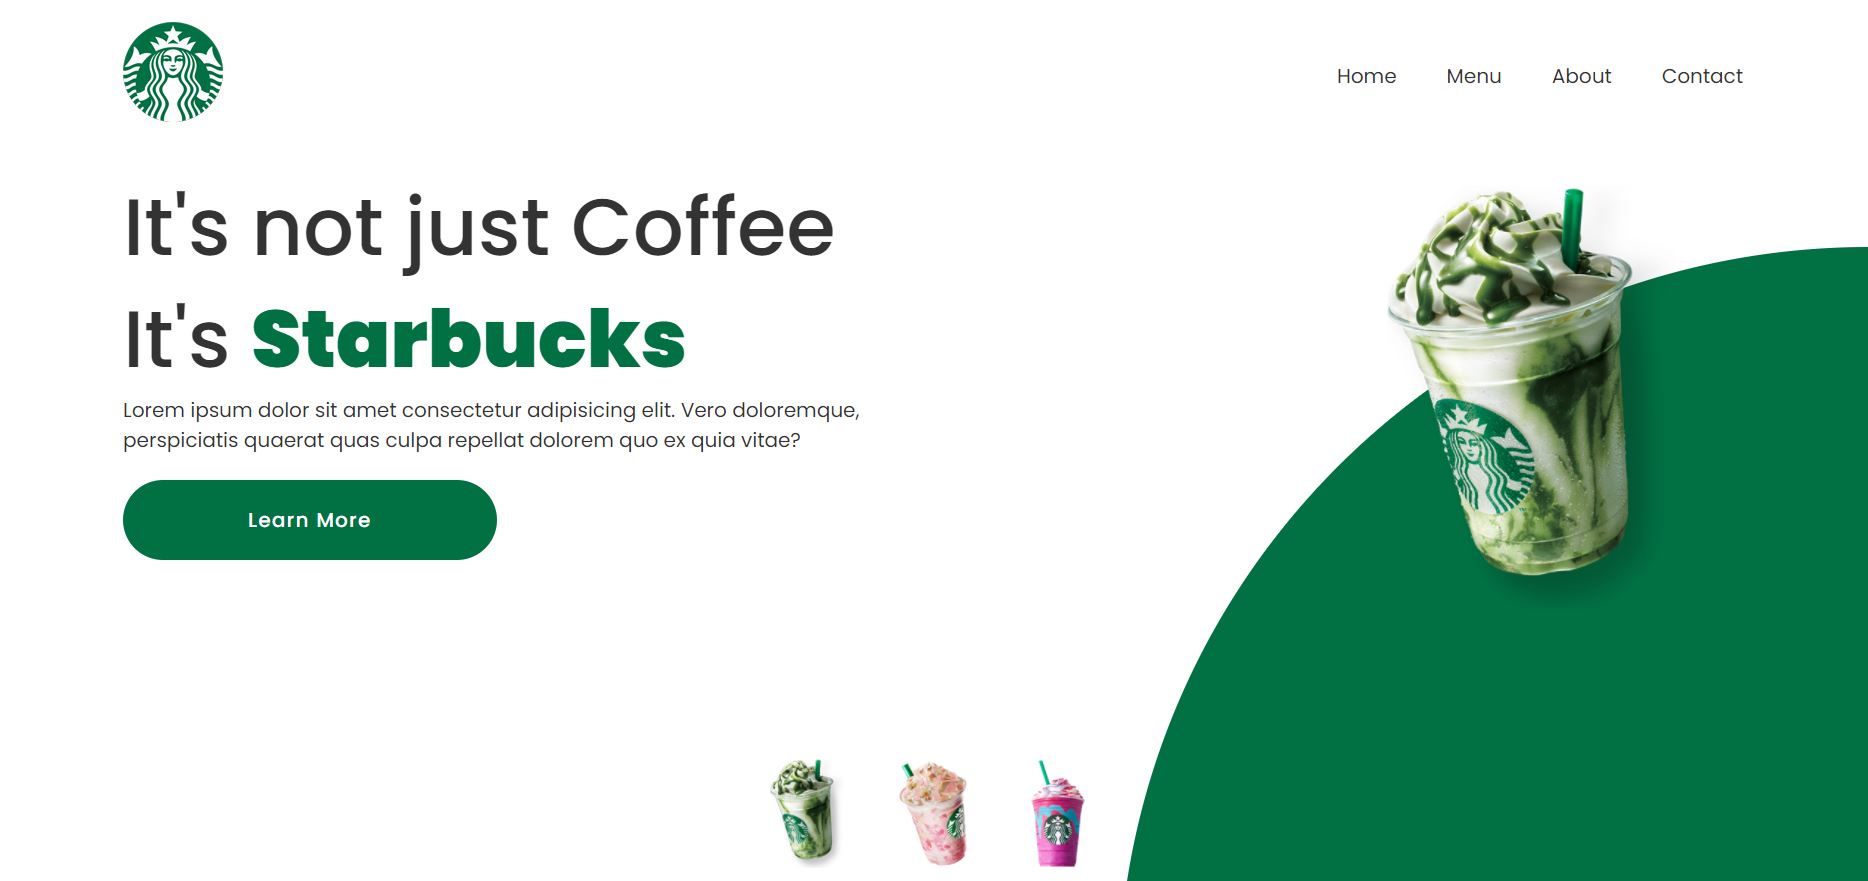 Home Menu About Contact
It's not just Coffee
It's Starbucks
Lorem ipsum dolor sit amet consectetur adipisicing elit. Vero doloremque,
perspiciatis quaerat quas culpa repellat dolorem quo ex quia vitae?
Learn More